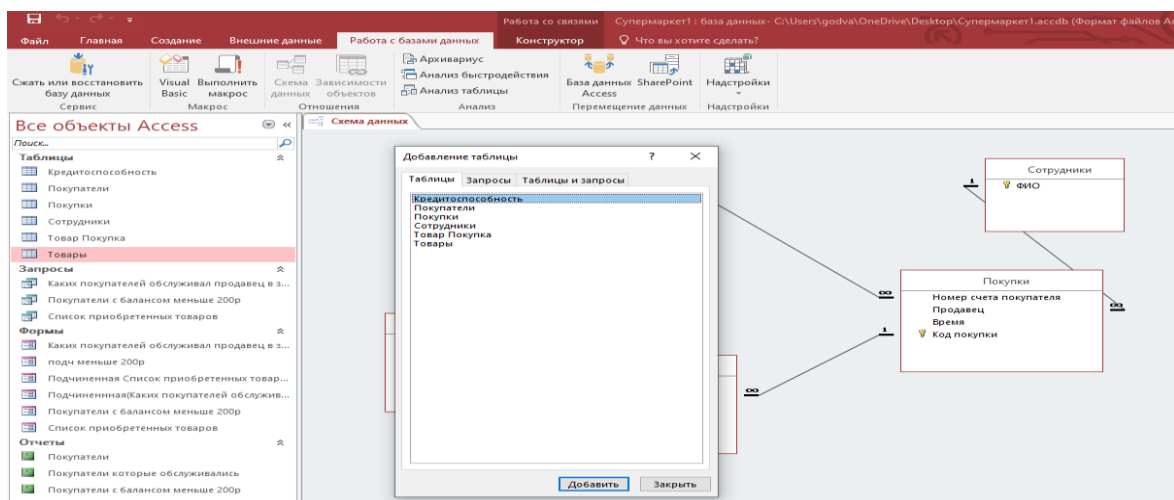 Работа со связями
Супермаркет1 : база данных- C:\Users\godva\OneDrive\Desktop\Супермаркет1.accdb (Формат файлов Ac
Файл Главная Создание Внешние данные Работа с базами данных Конструктор Что вы хотите сделать?
Сжать или восстановить базу данных
Visual Basic
Выполнить макрос
Схема данных
Зависимости объектов
Архивариус
Анализ быстродействия
Анализ таблицы
База данных Access
SharePoint
Надстройки
Сервис Макрос Отношения Анализ Перемещение данных Надстройки
Все объекты Access
Поиск...
Таблицы
Кредитоспособность
Покупатели
Покупки
Сотрудники
Товар Покупка
Товары
Запросы
Каких покупателей обслуживал продавец в з...
Покупатели с балансом меньше 200р
Список приобретенных товаров
Формы
Каких покупателей обслуживал продавец в з...
подч меньше 200р
Подчиненная Список приобретенных товар...
Подчиненнная(Каких покупателей обслужив...
Покупатели с балансом меньше 200р
Список приобретенных товаров
Отчеты
Покупатели
Покупатели которые обслуживались
Покупатели с балансом меньше 200р
Схема данных
Добавление таблицы ?
Таблицы Запросы Таблицы и запросы
Кредитоспособность
Покупатели
Покупки
Сотрудники
Товар Покупка
Товары
Добавить Закрыть
Сотрудники
1
ФИО
Покупки
∞
Номер счета покупателя
∞
Продавец
Время
1
Код покупки
∞